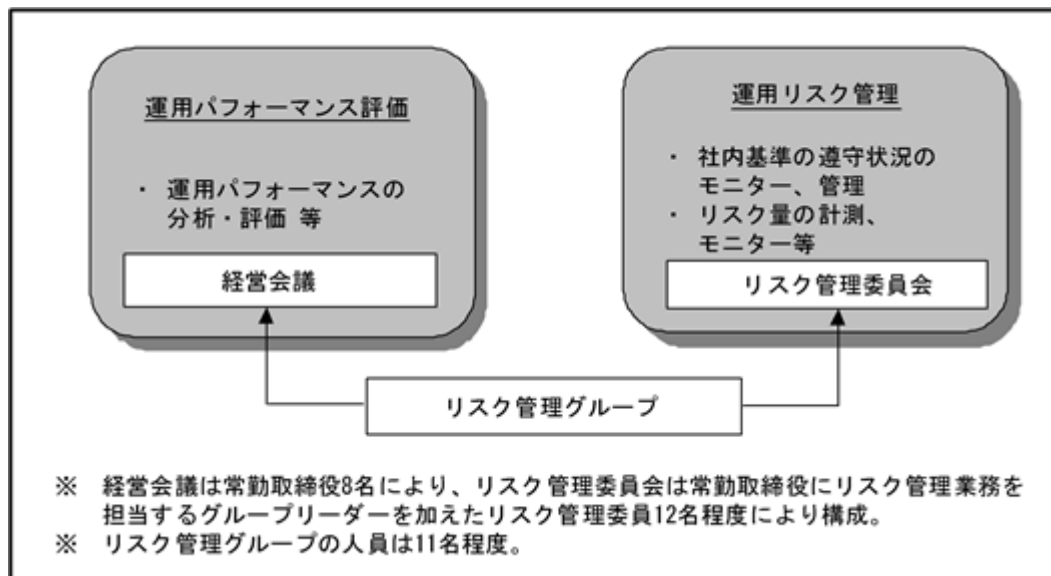 運用パフォーマンス評価
・ 運用パフォーマンスの
分析・評価 等
経営会議
運用リスク管理
・ 社内基準の遵守状況の
モニター、管理
・ リスク量の計測、
モニター等
リスク管理委員会
リスク管理グループ
※ 経営会議は常勤取締役8名により、リスク管理委員会は常勤取締役にリスク管理業務を
担当するグループリーダーを加えたリスク管理委員12名程度により構成。
※ リスク管理グループの人員は11名程度。